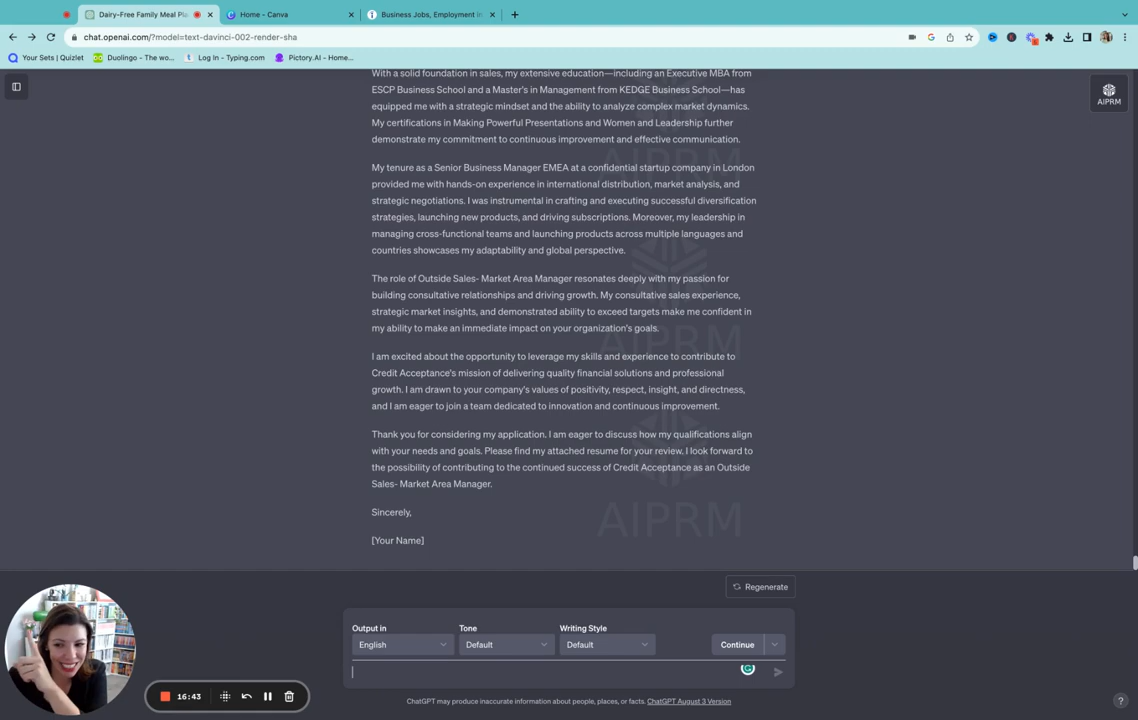 Dairy-Free Family Meal Pla
Home - Canva
Business Jobs, Employment in
chat.openai.com/?model=text-davinci-002-render-sha
Your Sets | Quizlet
Duolingo - The wo...
Log In - Typing.com
Pictory.AI - Home...
AIPRM
With a solid foundation in sales, my extensive education—including an Executive MBA from
ESCP Business School and a Master's in Management from KEDGE Business School—has
equipped me with a strategic mindset and the ability to analyze complex market dynamics.
My certifications in Making Powerful Presentations and Women and Leadership further
demonstrate my commitment to continuous improvement and effective communication.
My tenure as a Senior Business Manager EMEA at a confidential startup company in London
provided me with hands-on experience in international distribution, market analysis, and
strategic negotiations. I was instrumental in crafting and executing successful diversification
strategies, launching new products, and driving subscriptions. Moreover, my leadership in
managing cross-functional teams and launching products across multiple languages and
countries showcases my adaptability and global perspective.
The role of Outside Sales- Market Area Manager resonates deeply with my passion for
building consultative relationships and driving growth. My consultative sales experience,
strategic market insights, and demonstrated ability to exceed targets make me confident in
my ability to make an immediate impact on your organization's goals.
I am excited about the opportunity to leverage my skills and experience to contribute to
Credit Acceptance's mission of delivering quality financial solutions and professional
growth. I am drawn to your company's values of positivity, respect, insight, and directness,
and I am eager to join a team dedicated to innovation and continuous improvement.
Thank you for considering my application. I am eager to discuss how my qualifications align
with your needs and goals. Please find my attached resume for your review. I look forward to
the possibility of contributing to the continued success of Credit Acceptance as an Outside
Sales- Market Area Manager.
Sincerely,
[Your Name]
AIPRM
AIPRM
AIPRM
Regenerate
Output in
Tone
Writing Style
English
Default
Default
Continue
16:43
ChatGPT may produce inaccurate information about people, places, or facts. ChatGPT August 3 Version
?